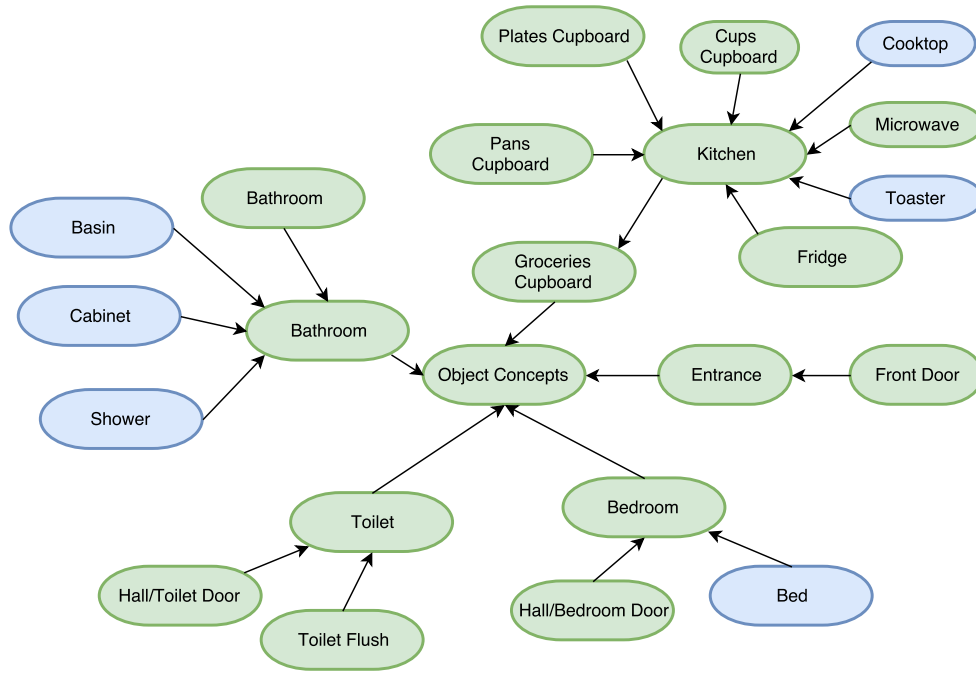 Plates Cupboard
Cups
Cupboard
Cooktop
Microwave
Pans
Cupboard
Kitchen
Toaster
Bathroom
Basin
Groceries
Cupboard
Fridge
Cabinet
Bathroom
Object Concepts
Entrance
Front Door
Shower
Toilet
Bedroom
Hall/Toilet Door
Hall/Bedroom Door
Bed
Toilet Flush